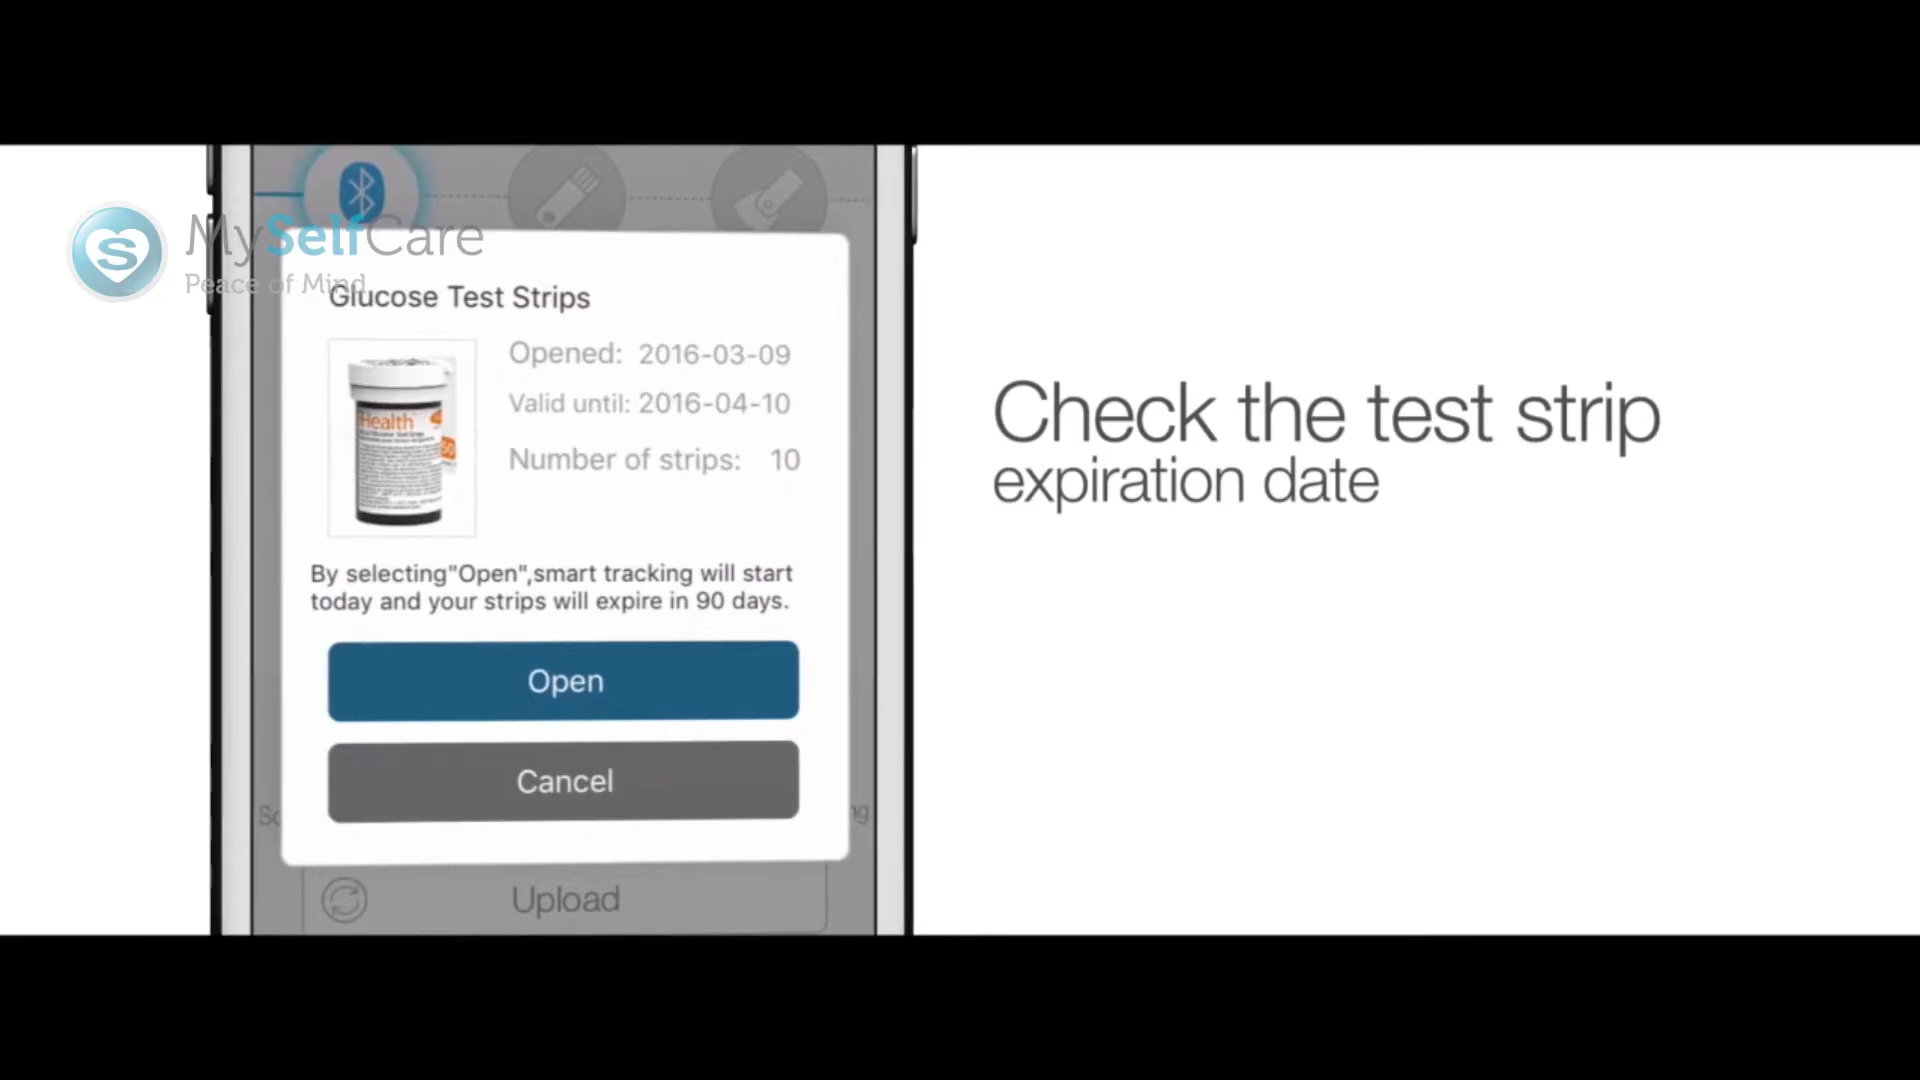 MySelfCare
Peace of Mind
Glucose Test Strips
Opened: 2016-03-09
Valid until: 2016-04-10
Number of strips: 10
iHealth
By selecting"Open",smart tracking will start
today and your strips will expire in 90 days.
Open
Cancel
Upload
Check the test strip
expiration date